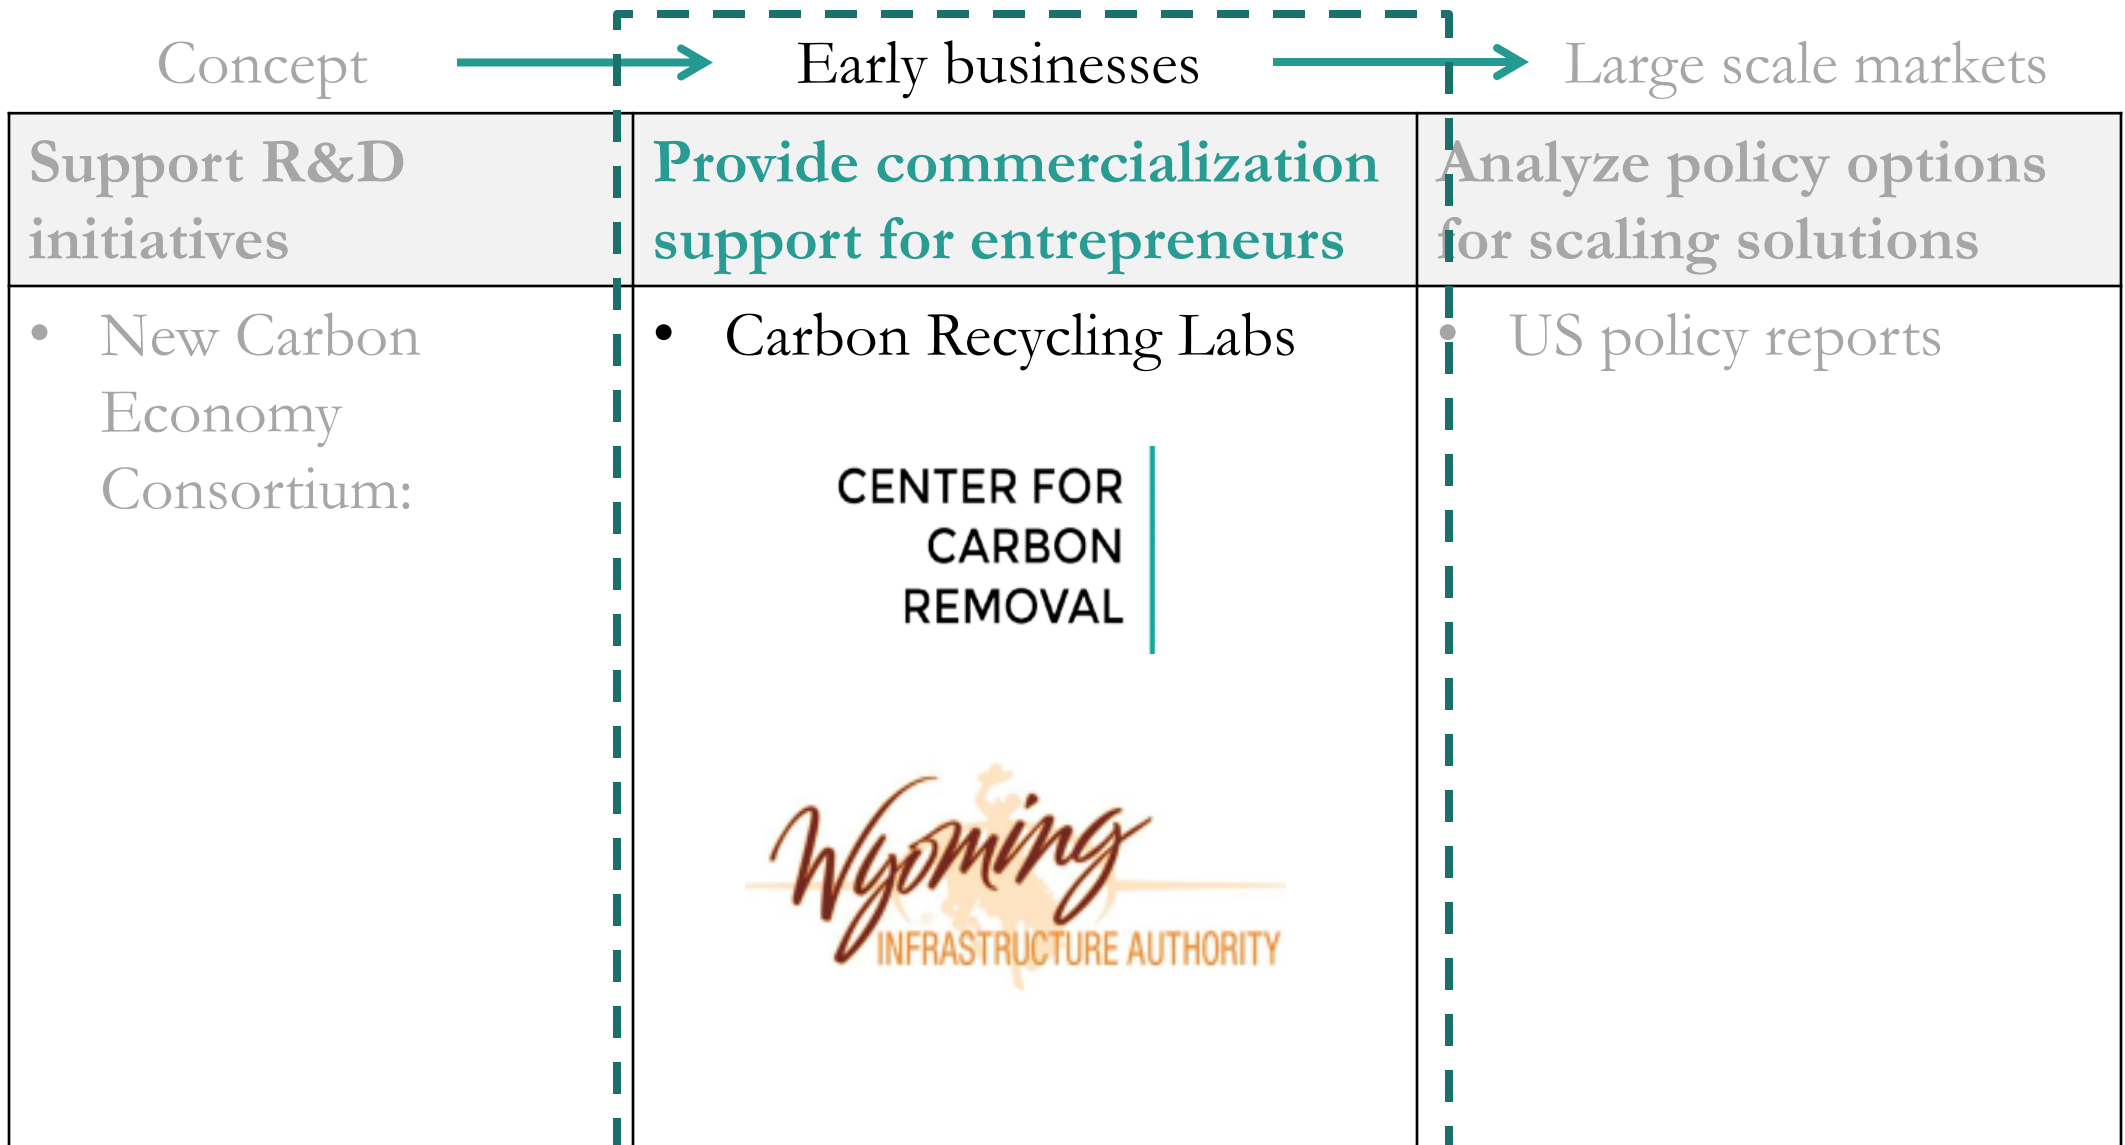 Concept
Early businesses
Large scale markets
Support R&D
initiatives
Provide commercialization
support for entrepreneurs
Analyze policy options
for scaling solutions
• New Carbon
Economy
Consortium:
• Carbon Recycling Labs
CENTER FOR
CARBON
REMOVAL
Wyoming
INFRASTRUCTURE AUTHORITY
• US policy reports